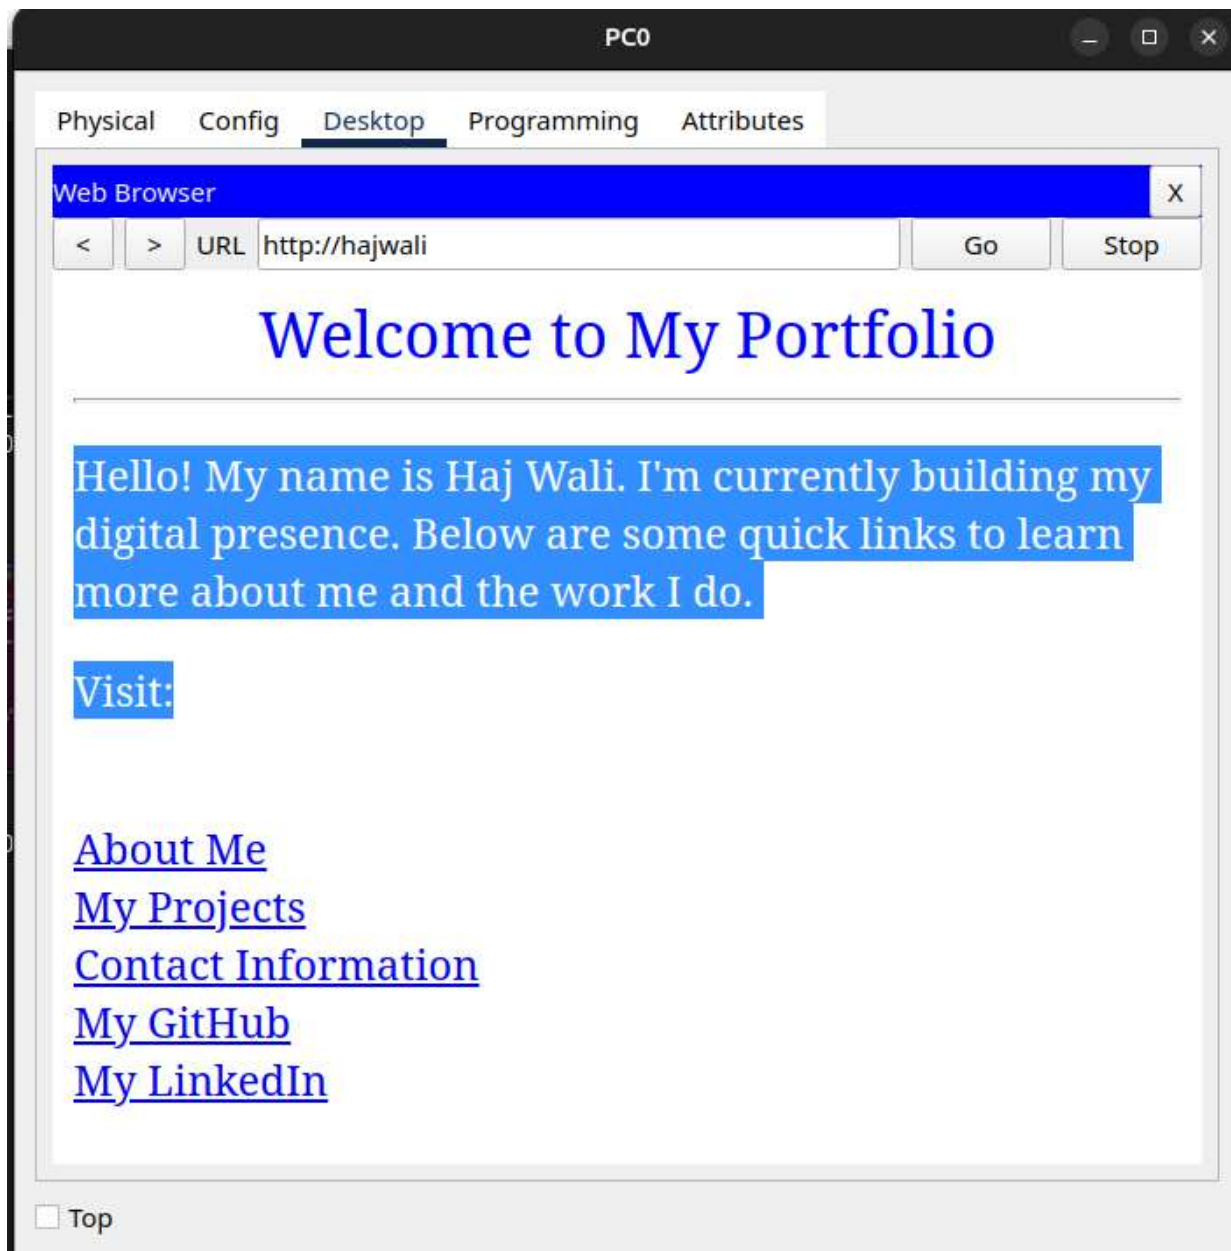 PC0
Physical Config Desktop Programming Attributes
Web Browser X
< > URL http://hajwali Go Stop
Welcome to My Portfolio
Hello! My name is Haj Wali. I'm currently building my
digital presence. Below are some quick links to learn
more about me and the work I do.
Visit:
About Me
My Projects
Contact Information
My GitHub
My LinkedIn
Top